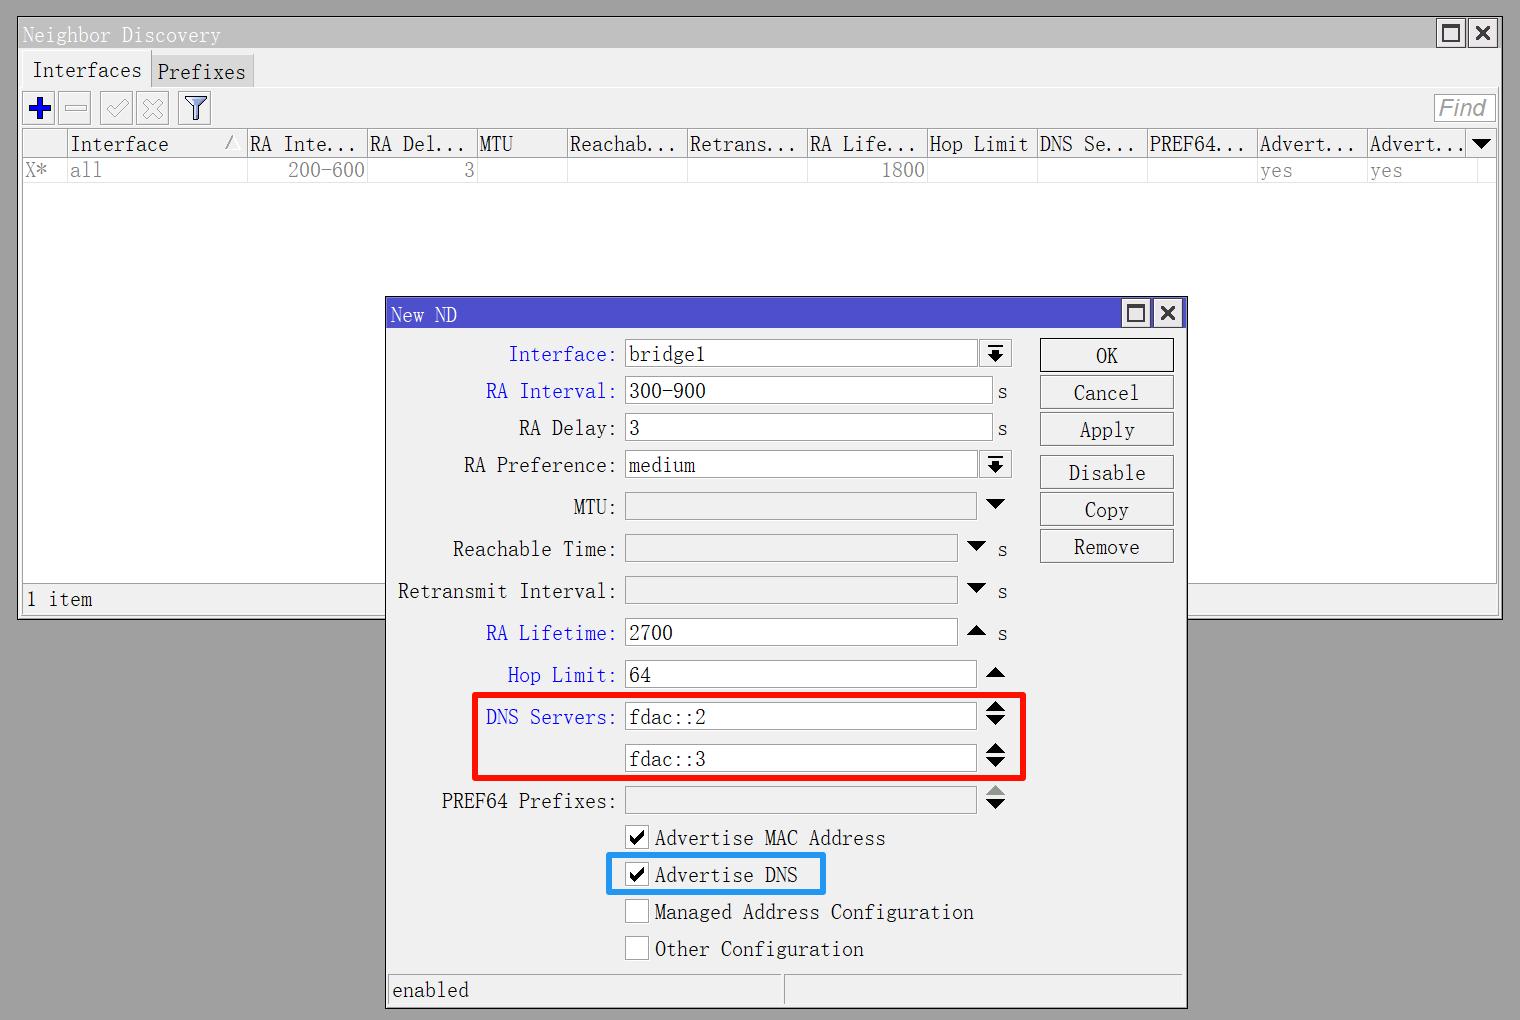 Neighbor Discovery
Interfaces Prefixes
Find
Interface RA Inte... RA Del... MTU Reachab... Retrans... RA Life... Hop Limit DNS Se... PREF64... Advert... Advert...
X* all 200-600 3 1800 yes yes
1 item
New ND
Interface: bridge1
RA Interval: 300-900 s
RA Delay: 3 s
RA Preference: medium
MTU:
Reachable Time: s
Retransmit Interval: s
RA Lifetime: 2700 s
Hop Limit: 64
DNS Servers: fdac::2
fdac::3
PREF64 Prefixes:
Advertise MAC Address
Advertise DNS
Managed Address Configuration
Other Configuration
enabled
OK
Cancel
Apply
Disable
Copy
Remove